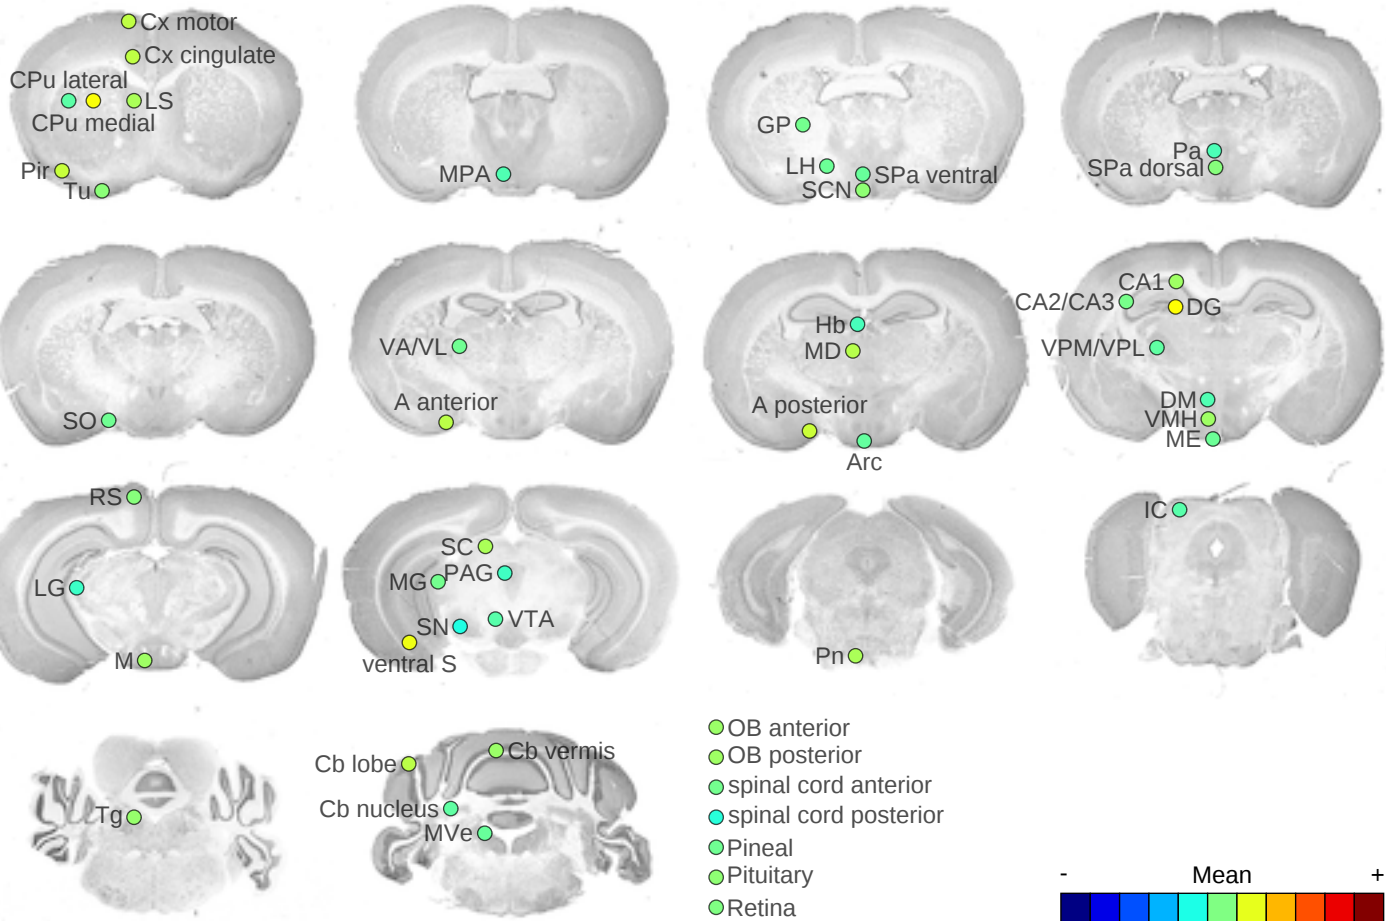 Cx motor
Cx cingulate
CPu lateral
LS
CPu medial
Pir
Tu
MPA
GP
LH
SPa ventral
SCN
Pa
SPa dorsal
SO
VA/VL
A anterior
Hb
MD
A posterior
Arc
CA1
CA2/CA3
DG
VPM/VPL
DM
VMH
ME
RS
LG
M
SC
PAG
MG
VTA
SN
ventral S
Pn
IC
Tg
Cb lobe
Cb vermis
Cb nucleus
MVe
OB anterior
OB posterior
spinal cord anterior
spinal cord posterior
Pineal
Pituitary
Retina
- Mean +